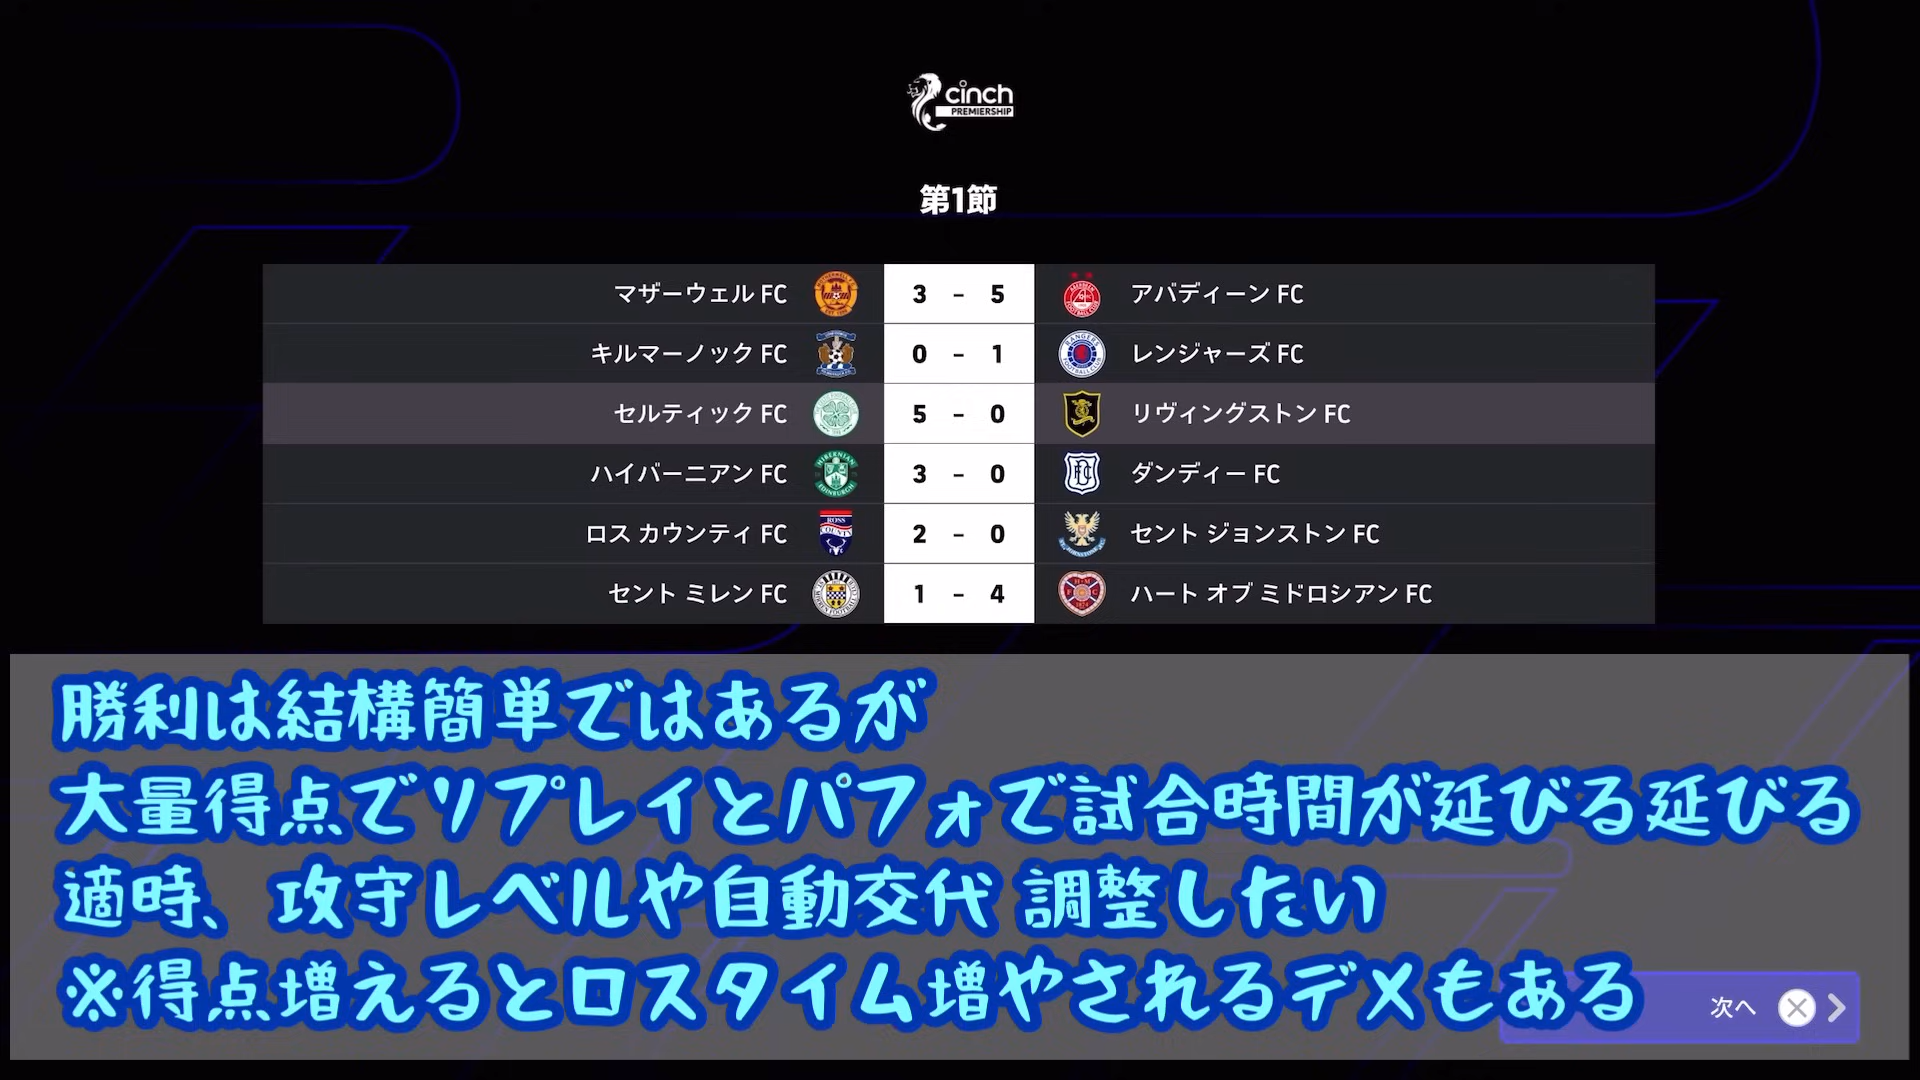 cinch
PREMIERSHIP
第1節
マザーウェル FC 3 - 5 アバディーン FC
キルマーノック FC 0 - 1 レンジャーズ FC
セルティック FC 5 - 0 リヴィングストン FC
ハイバーニアン FC 3 - 0 ダンディー FC
ロス カウンティ FC 2 - 0 セント ジョンストン FC
セント ミレン FC 1 - 4 ハート オブ ミドロシアン FC
勝利は結構簡単ではあるが
大量得点でリプレイとパフォで試合時間が延びる延びる
適時、攻守レベルや自動交代 調整したい
※得点増えるとロスタイム増やされるデメもある
次へ